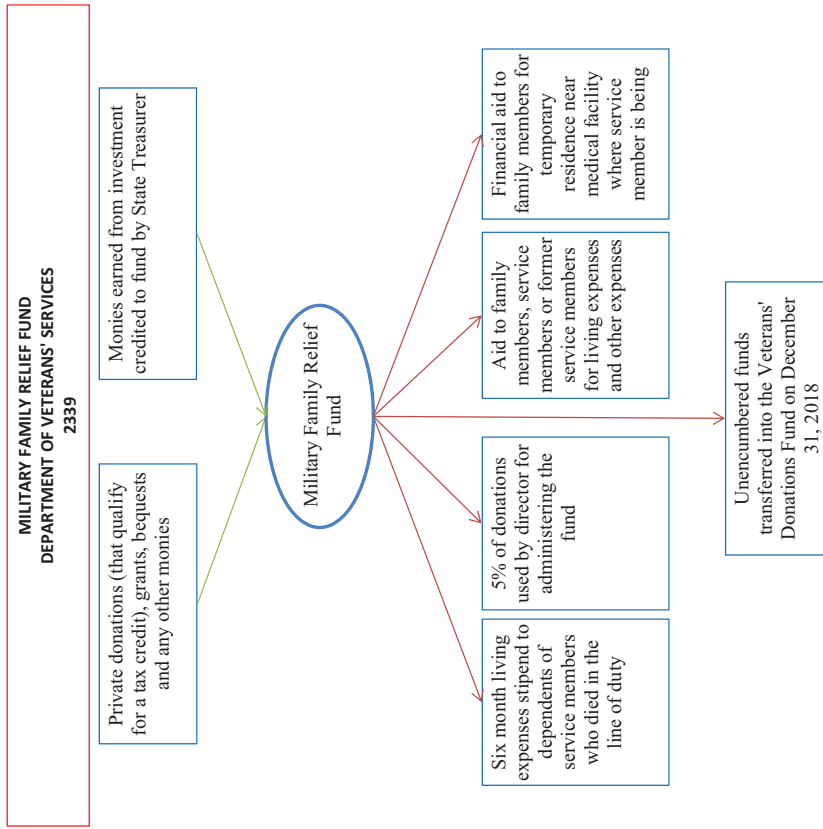 MILITARY FAMILY RELIEF FUND
DEPARTMENT OF VETERANS' SERVICES
2339
Private donations (that qualify
for a tax credit), grants, bequests
and any other monies
Monies earned from investment
credited to fund by State Treasurer
Military Family Relief
Fund
Six month living
expenses stipend to
dependents of
service members
who died in the
line of duty
5% of donations
used by director for
administering the
fund
Aid to family
members, service
members or former
service members
for living expenses
and other expenses
Financial aid to
family members for
temporary
residence near
medical facility
where service
member is being
Unencumbered funds
transferred into the Veterans'
Donations Fund on December
31, 2018